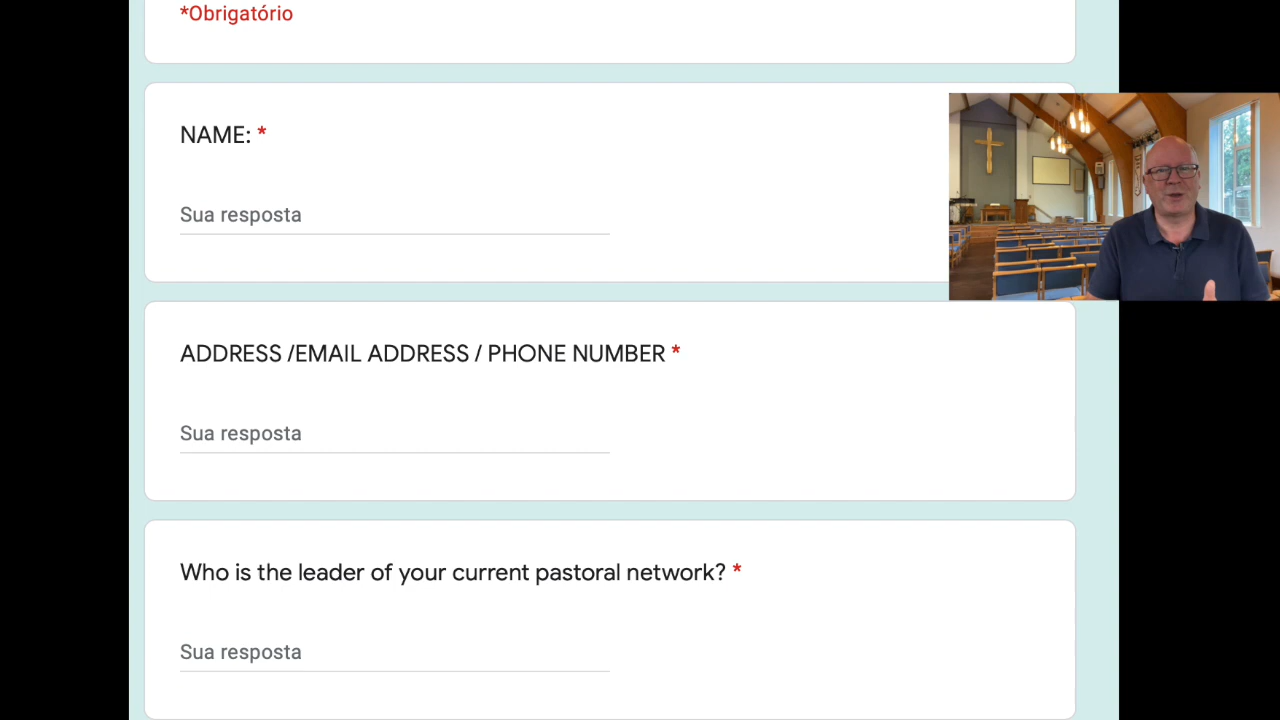 *Obrigatório
NAME: *
Sua resposta
ADDRESS /EMAIL ADDRESS / PHONE NUMBER *
Sua resposta
Who is the leader of your current pastoral network? *
Sua resposta